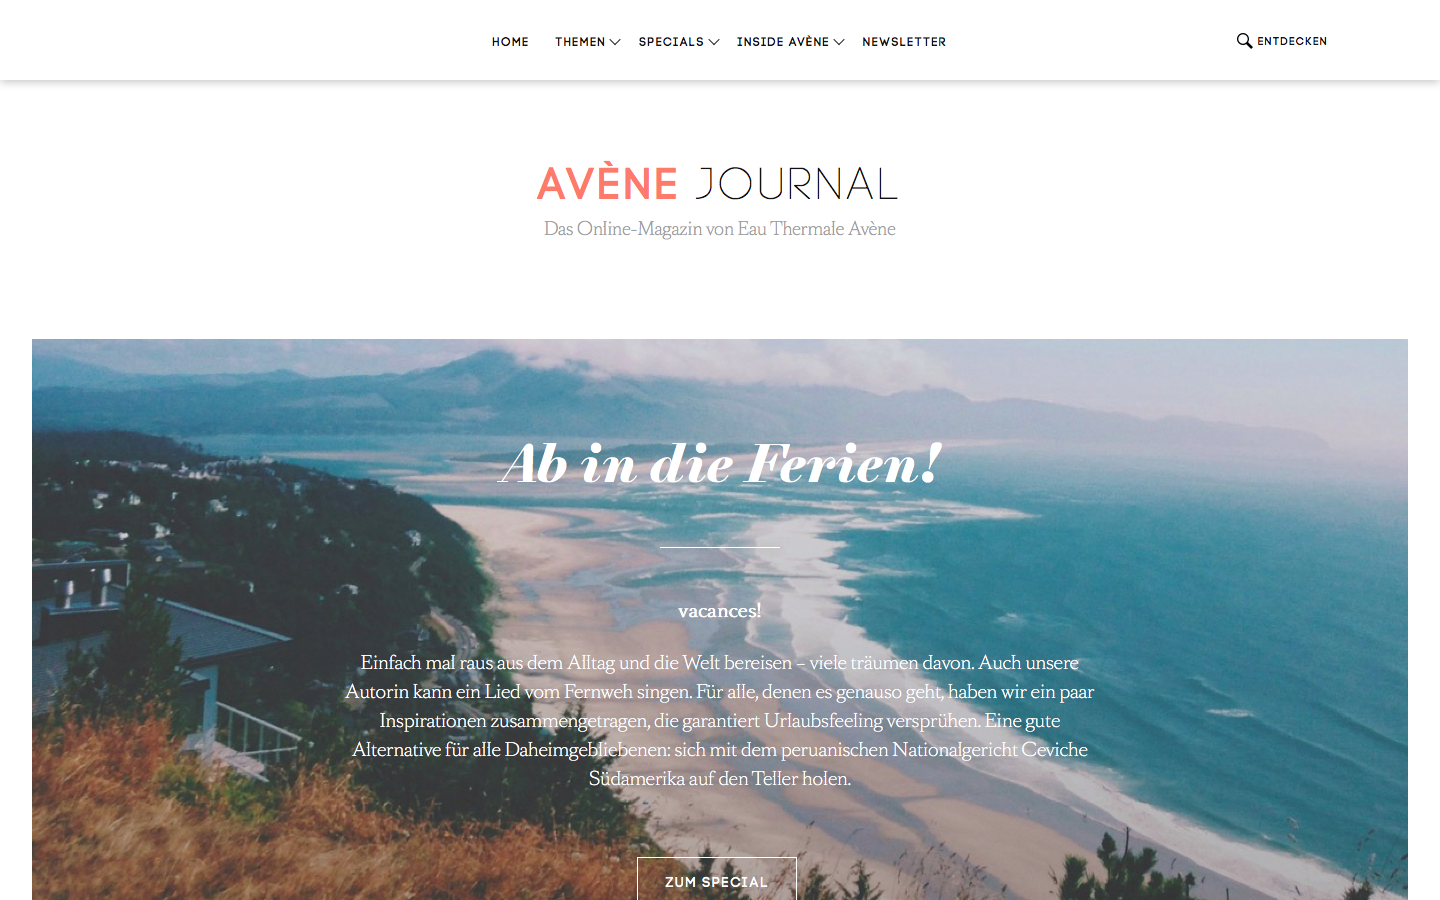 HOME THEMEN SPECIALS INSIDE AVÈNE NEWSLETTER ENTDECKEN
AVÈNE JOURNAL
Das Online-Magazin von Eau Thermale Avène
Ab in die Ferien!
vacances!
Einfach mal raus aus dem Alltag und die Welt bereisen – viele träumen davon. Auch unsere
Autorin kann ein Lied vom Fernweh singen. Für alle, denen es genauso geht, haben wir ein paar
Inspirationen zusammengetragen, die garantiert Urlaubsfeeling versprühen. Eine gute
Alternative für alle Daheimgebliebenen: sich mit dem peruanischen Nationalgericht Ceviche
Südamerika auf den Teller holen.
ZUM SPECIAL